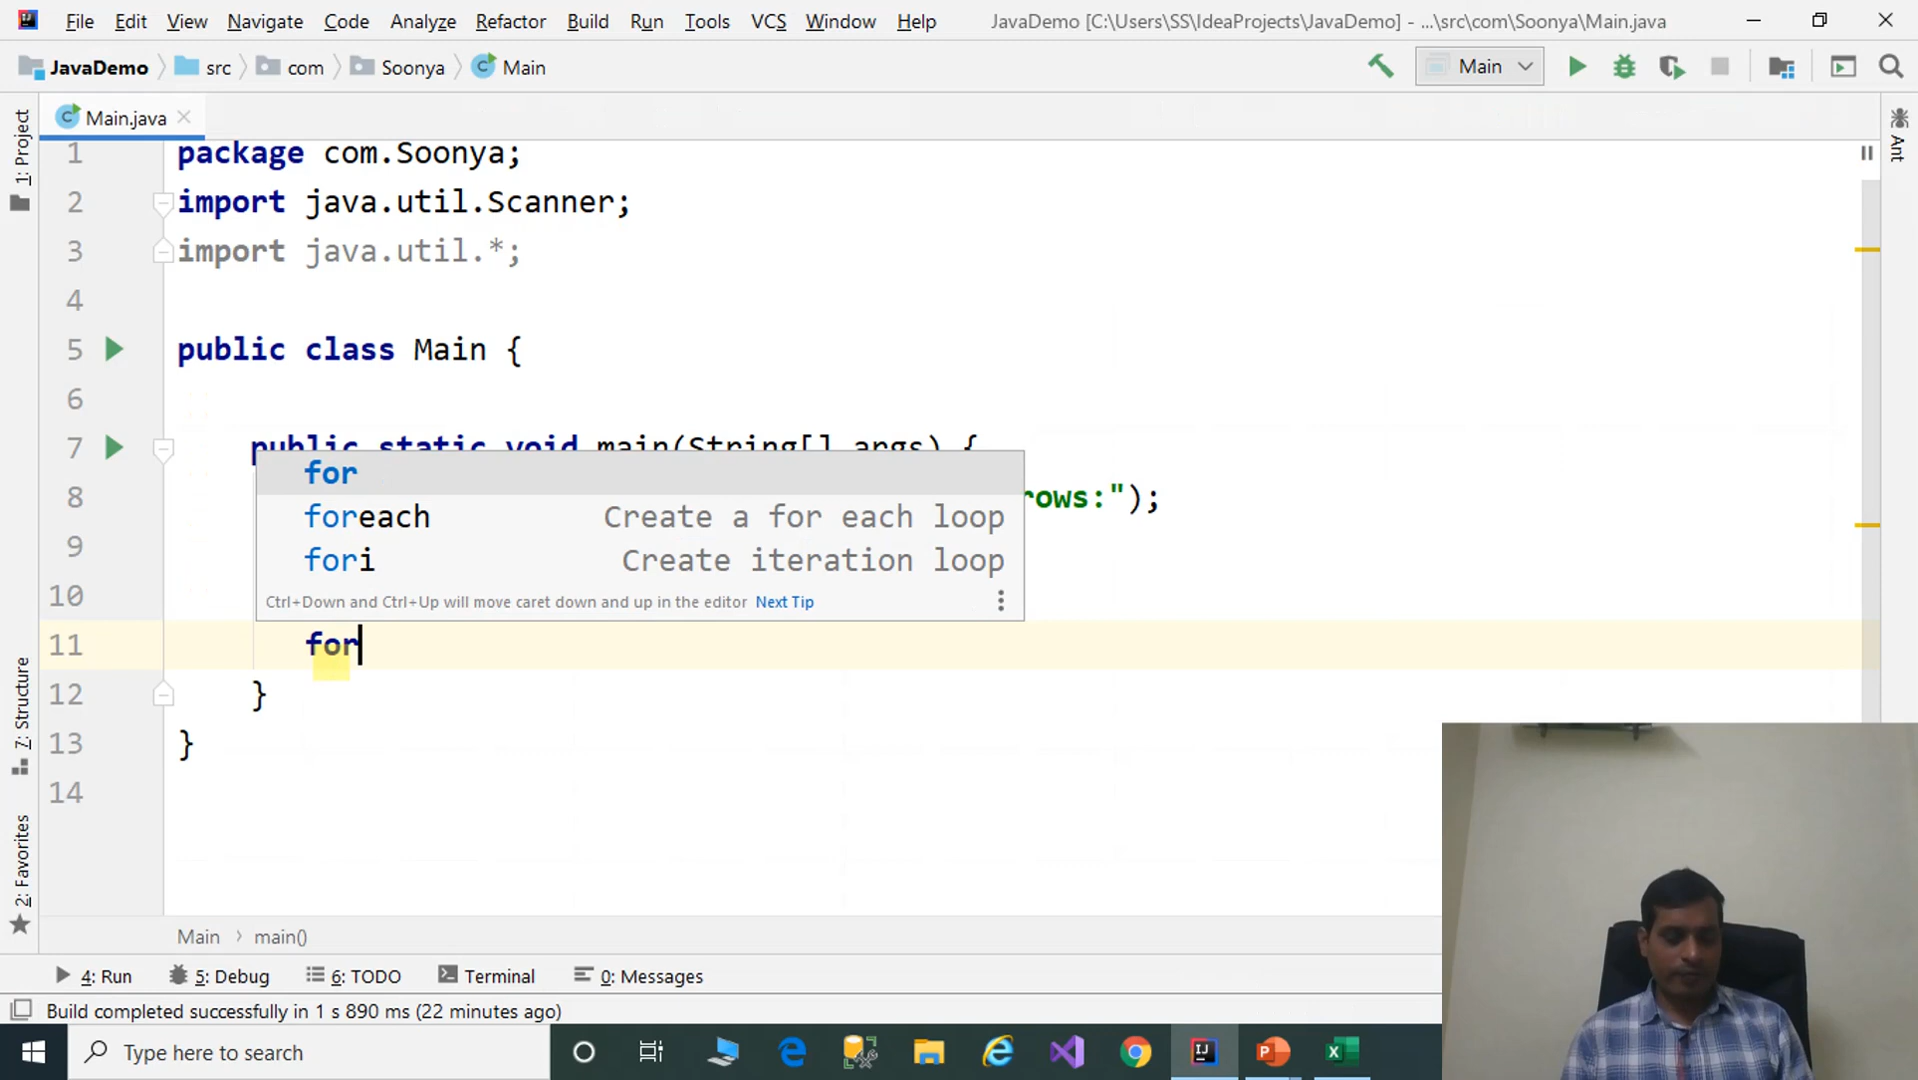 File Edit View Navigate Code Analyze Refactor Build Run Tools VCS Window Help JavaDemo [C:\Users\SS\IdeaProjects\JavaDemo] - ...\src\com\Soonya\Main.java
JavaDemo src com Soonya Main Main
Main.java
1: Project
Ant
1 package com.Soonya;
2 import java.util.Scanner;
3 import java.util.*;
4
5 public class Main {
6
7 public static void main(String[] args) {
for
8 rows:");
foreach Create a for each loop
9
fori Create iteration loop
10
Ctrl+Down and Ctrl+Up will move caret down and up in the editor Next Tip
11 for
12 }
13 }
14
7: Structure
2: Favorites
Main main()
4: Run 5: Debug 6: TODO Terminal 0: Messages
Build completed successfully in 1 s 890 ms (22 minutes ago)
Type here to search